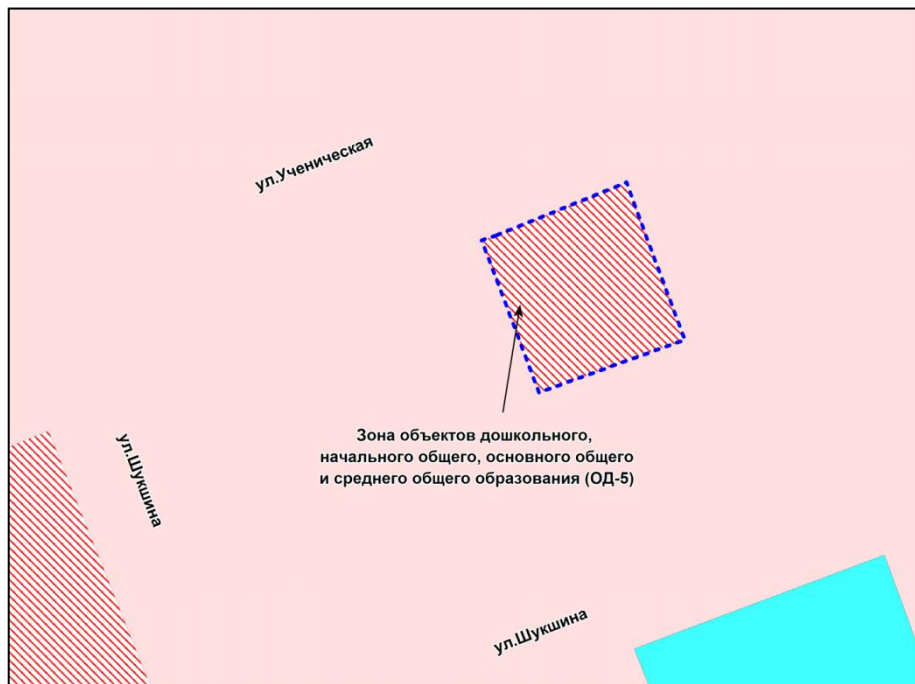 ул.Ученическая
Зона объектов дошкольного,
начального общего, основного общего
и среднего общего образования (ОД-5)
ул.Шукшина
ул.Шукшина